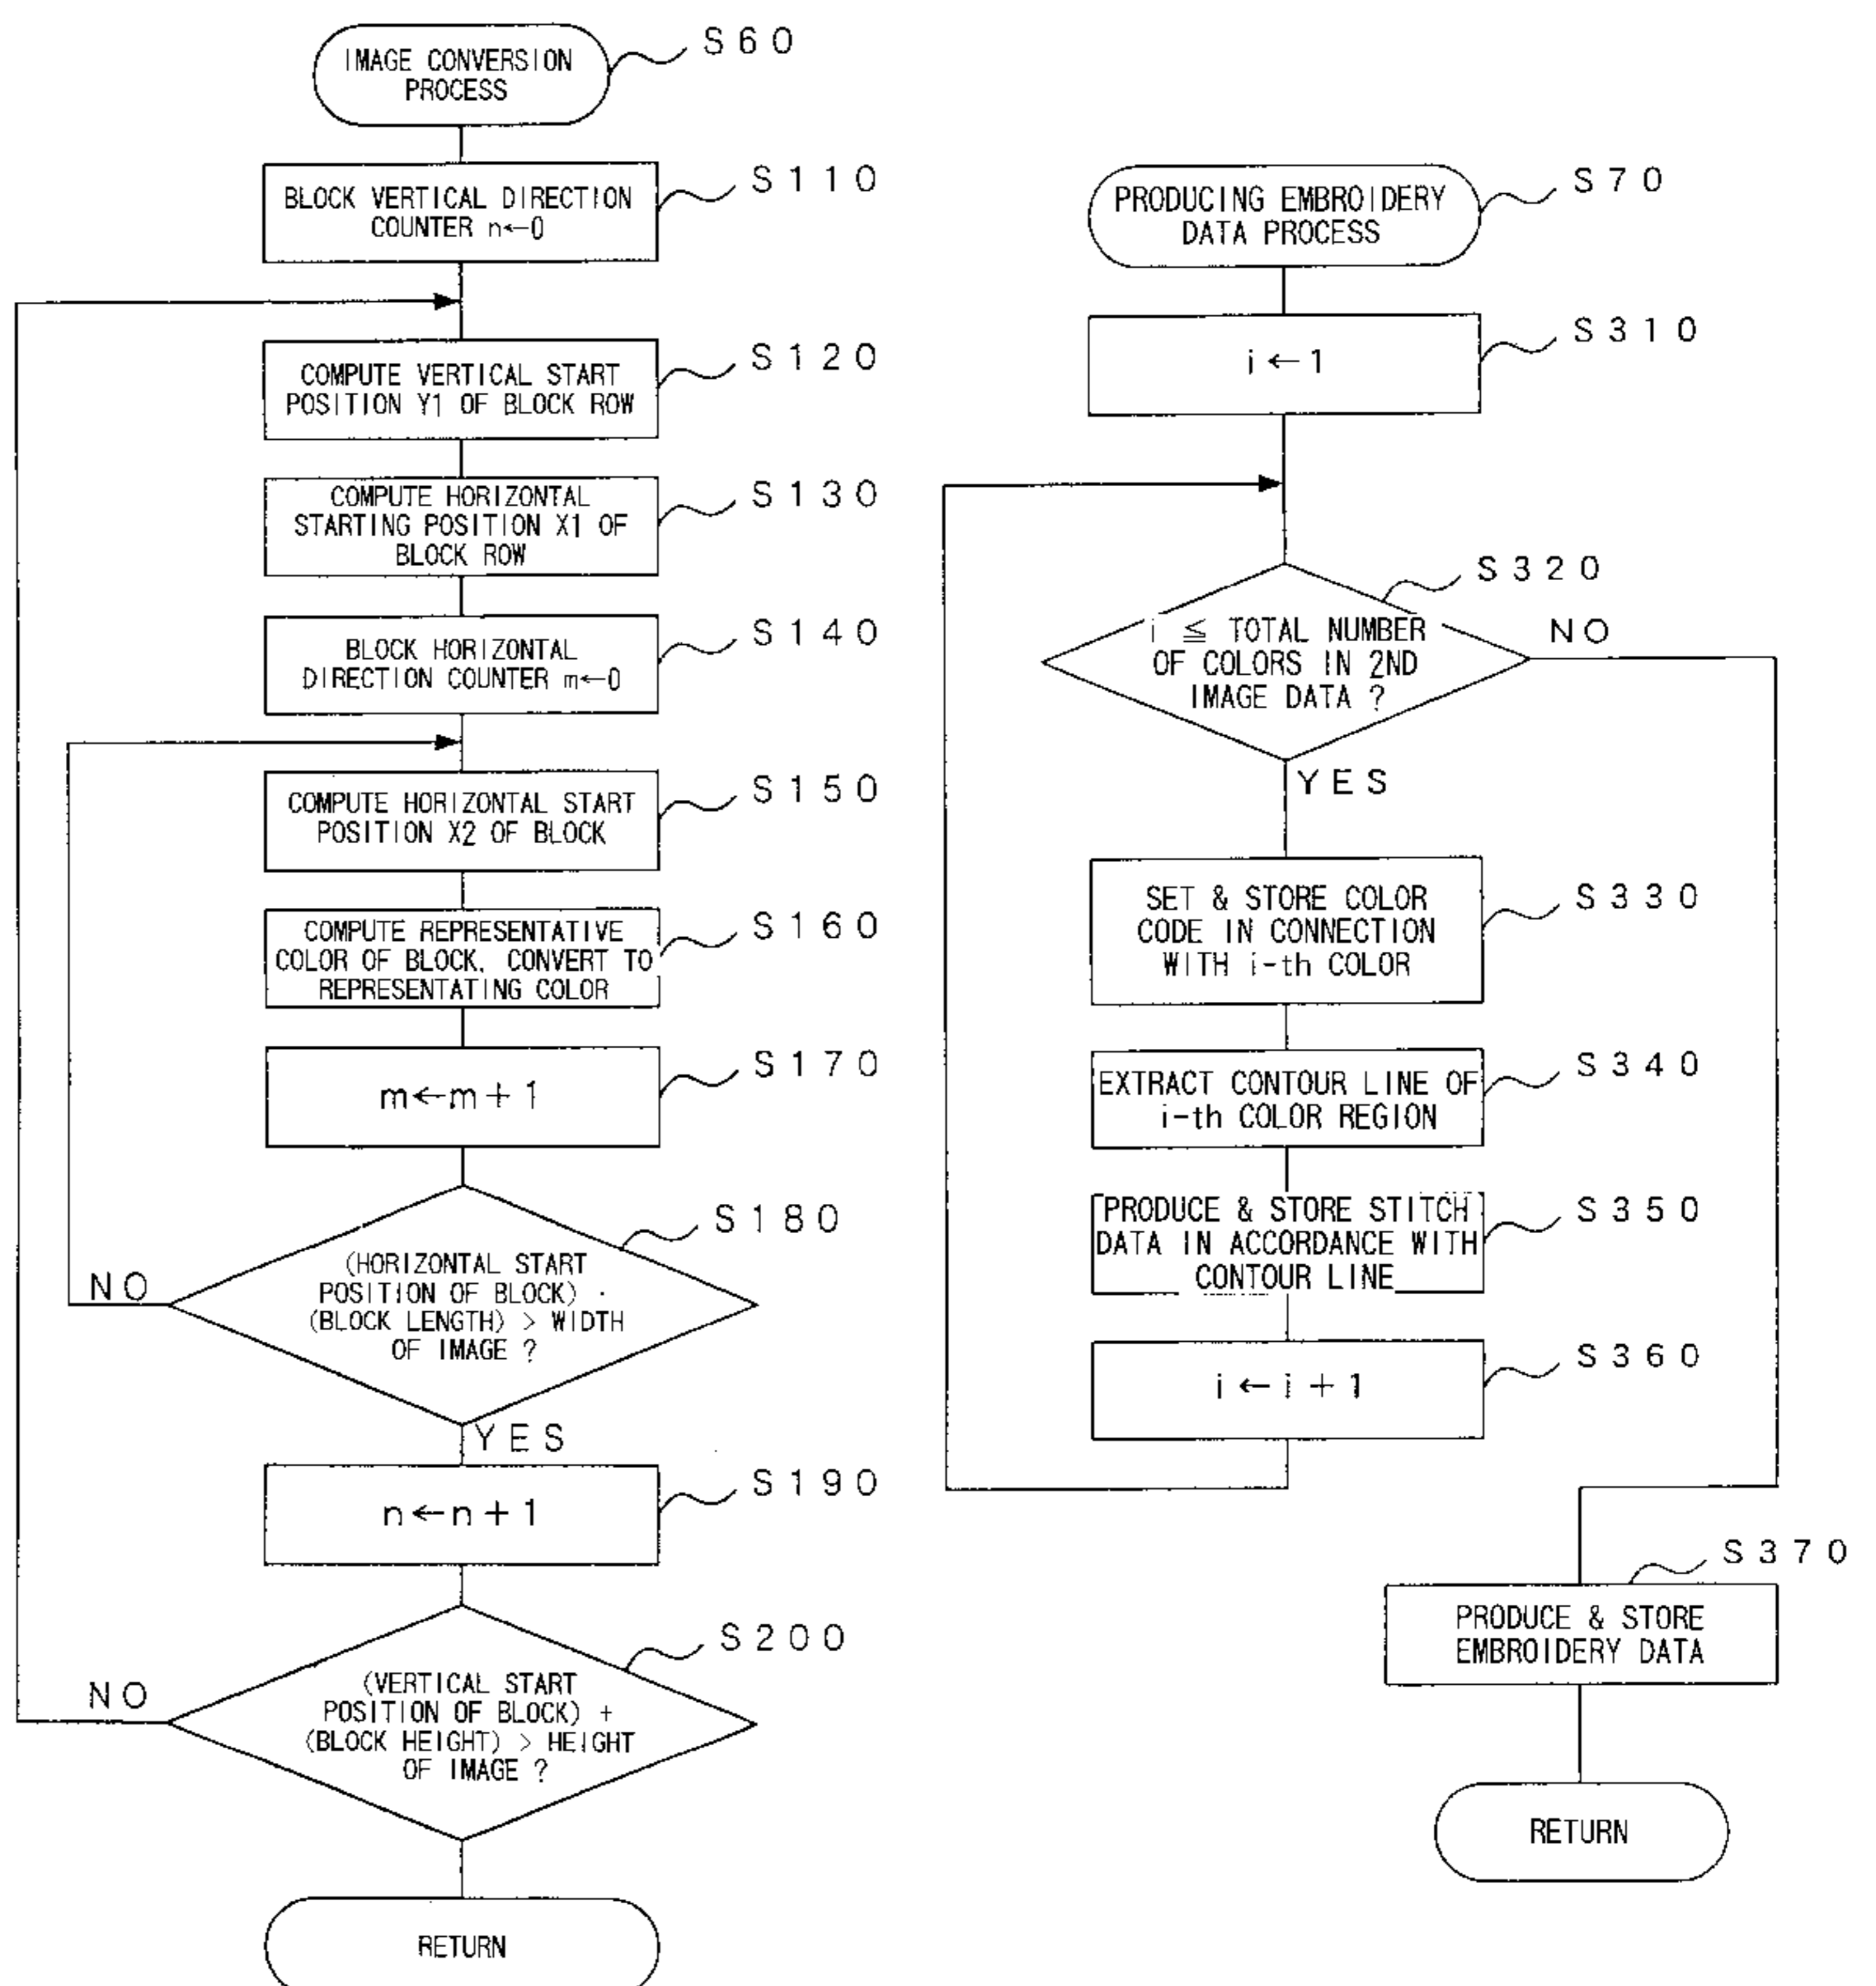 IMAGE CONVERSION
PROCESS
S60
BLOCK VERTICAL DIRECTION
COUNTER n←0
S110
COMPUTE VERTICAL START
POSITION Y1 OF BLOCK ROW
S120
COMPUTE HORIZONTAL
STARTING POSITION X1 OF
BLOCK ROW
S130
BLOCK HORIZONTAL
DIRECTION COUNTER m←0
S140
COMPUTE HORIZONTAL START
POSITION X2 OF BLOCK
S150
COMPUTE REPRESENTATIVE
COLOR OF BLOCK, CONVERT TO
REPRESENTATING COLOR
S160
m←m+1
S170
(HORIZONTAL START
POSITION OF BLOCK) ·
(BLOCK LENGTH) > WIDTH
OF IMAGE ?
S180
NO
YES
n←n+1
S190
(VERTICAL START
POSITION OF BLOCK) +
(BLOCK HEIGHT) > HEIGHT
OF IMAGE ?
S200
NO
RETURN
PRODUCING EMBROIDERY
DATA PROCESS
S70
i←1
S310
i ≦ TOTAL NUMBER
OF COLORS IN 2ND
IMAGE DATA ?
S320
NO
YES
SET & STORE COLOR
CODE IN CONNECTION
WITH i-th COLOR
S330
EXTRACT CONTOUR LINE OF
i-th COLOR REGION
S340
PRODUCE & STORE STITCH
DATA IN ACCORDANCE WITH
CONTOUR LINE
S350
i←i+1
S360
PRODUCE & STORE
EMBROIDERY DATA
S370
RETURN